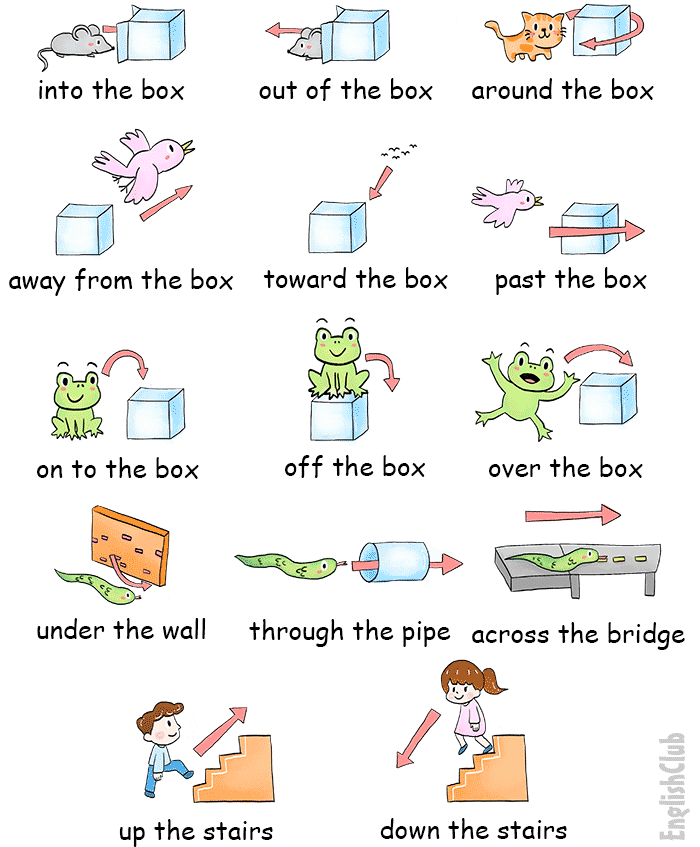 into the box
out of the box
around the box
away from the box
toward the box
past the box
on to the box
off the box
over the box
under the wall
through the pipe
across the bridge
up the stairs
down the stairs
EnglishClub